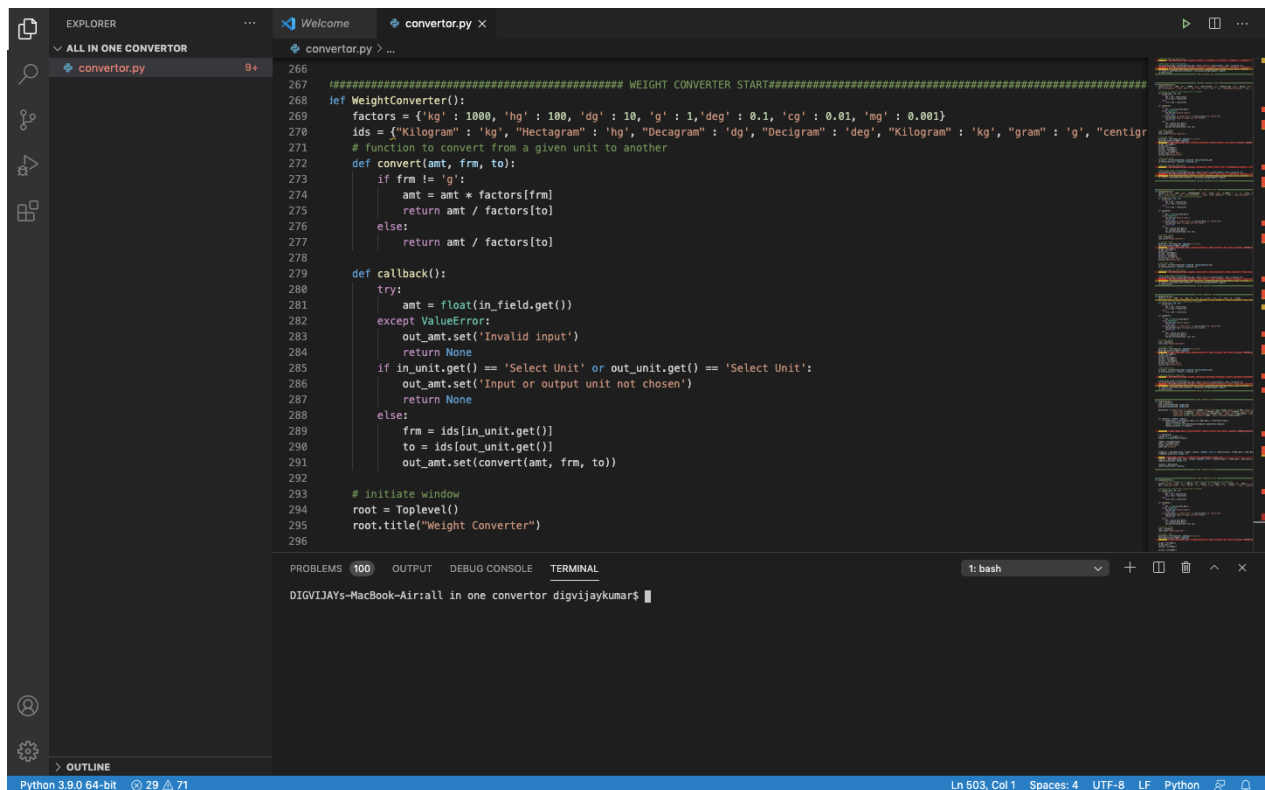 EXPLORER ···
Welcome
convertor.py ×
ALL IN ONE CONVERTOR
convertor.py 9+
convertor.py > ...
266
267 ########################################### WEIGHT CONVERTER START#######################################################
268 def WeightConverter():
269 factors = {'kg' : 1000, 'hg' : 100, 'dg' : 10, 'g' : 1,'deg' : 0.1, 'cg' : 0.01, 'mg' : 0.001}
270 ids = {"Kilogram" : 'kg', "Hectagram" : 'hg', "Decagram" : 'dg', "Decigram" : 'deg', "Kilogram" : 'kg', "gram" : 'g', "centigr
271 # function to convert from a given unit to another
272 def convert(amt, frm, to):
273 if frm != 'g':
274 amt = amt * factors[frm]
275 return amt / factors[to]
276 else:
277 return amt / factors[to]
278
279 def callback():
280 try:
281 amt = float(in_field.get())
282 except ValueError:
283 out_amt.set('Invalid input')
284 return None
285 if in_unit.get() == 'Select Unit' or out_unit.get() == 'Select Unit':
286 out_amt.set('Input or output unit not chosen')
287 return None
288 else:
289 frm = ids[in_unit.get()]
290 to = ids[out_unit.get()]
291 out_amt.set(convert(amt, frm, to))
292
293 # initiate window
294 root = Toplevel()
295 root.title("Weight Converter")
296
PROBLEMS 100 OUTPUT DEBUG CONSOLE TERMINAL 1: bash
DIGVIJAYs-MacBook-Air:all in one convertor digvijaykumar$
> OUTLINE
Python 3.9.0 64-bit 29 71 Ln 503, Col 1 Spaces: 4 UTF-8 LF Python